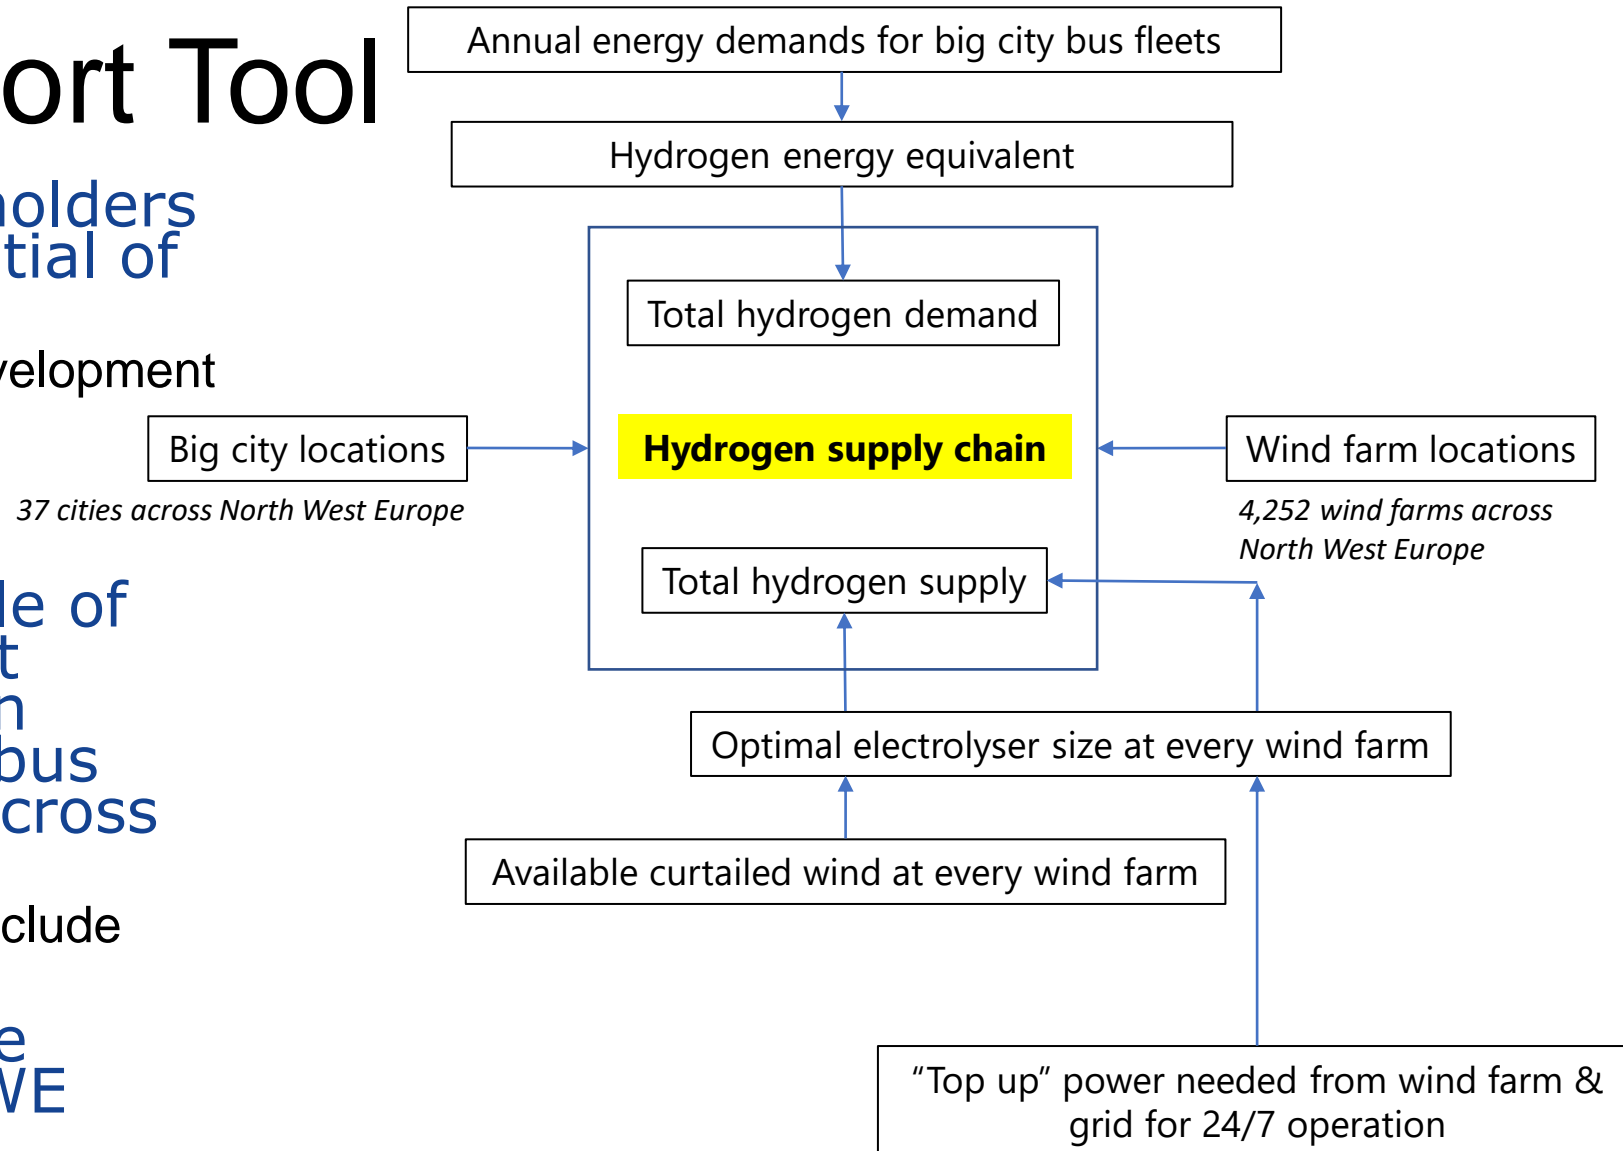 ort Tool
holders
tial of
velopment
le of
t
n
bus
cross
clude
e
WE
Annual energy demands for big city bus fleets
Hydrogen energy equivalent
Total hydrogen demand
Big city locations
37 cities across North West Europe
Hydrogen supply chain
Wind farm locations
4,252 wind farms across
North West Europe
Total hydrogen supply
Optimal electrolyser size at every wind farm
Available curtailed wind at every wind farm
“Top up” power needed from wind farm &
grid for 24/7 operation